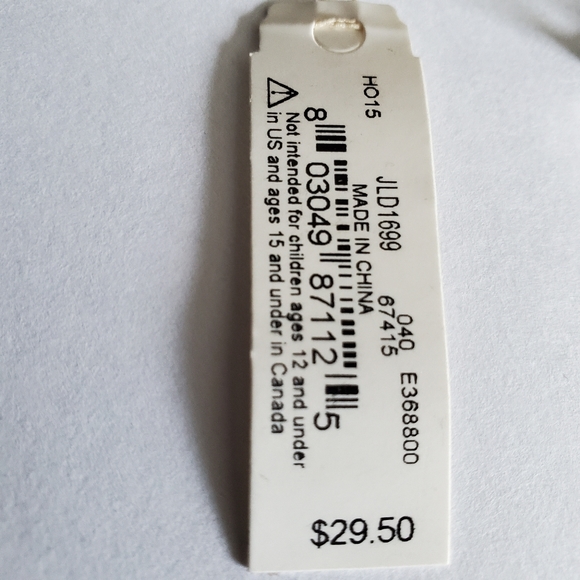 HO15
JLD1699 040 E368800
MADE IN CHINA 67415
8 03049 87112 5
Not intended for children ages 12 and under
in US and ages 15 and under in Canada
$29.50